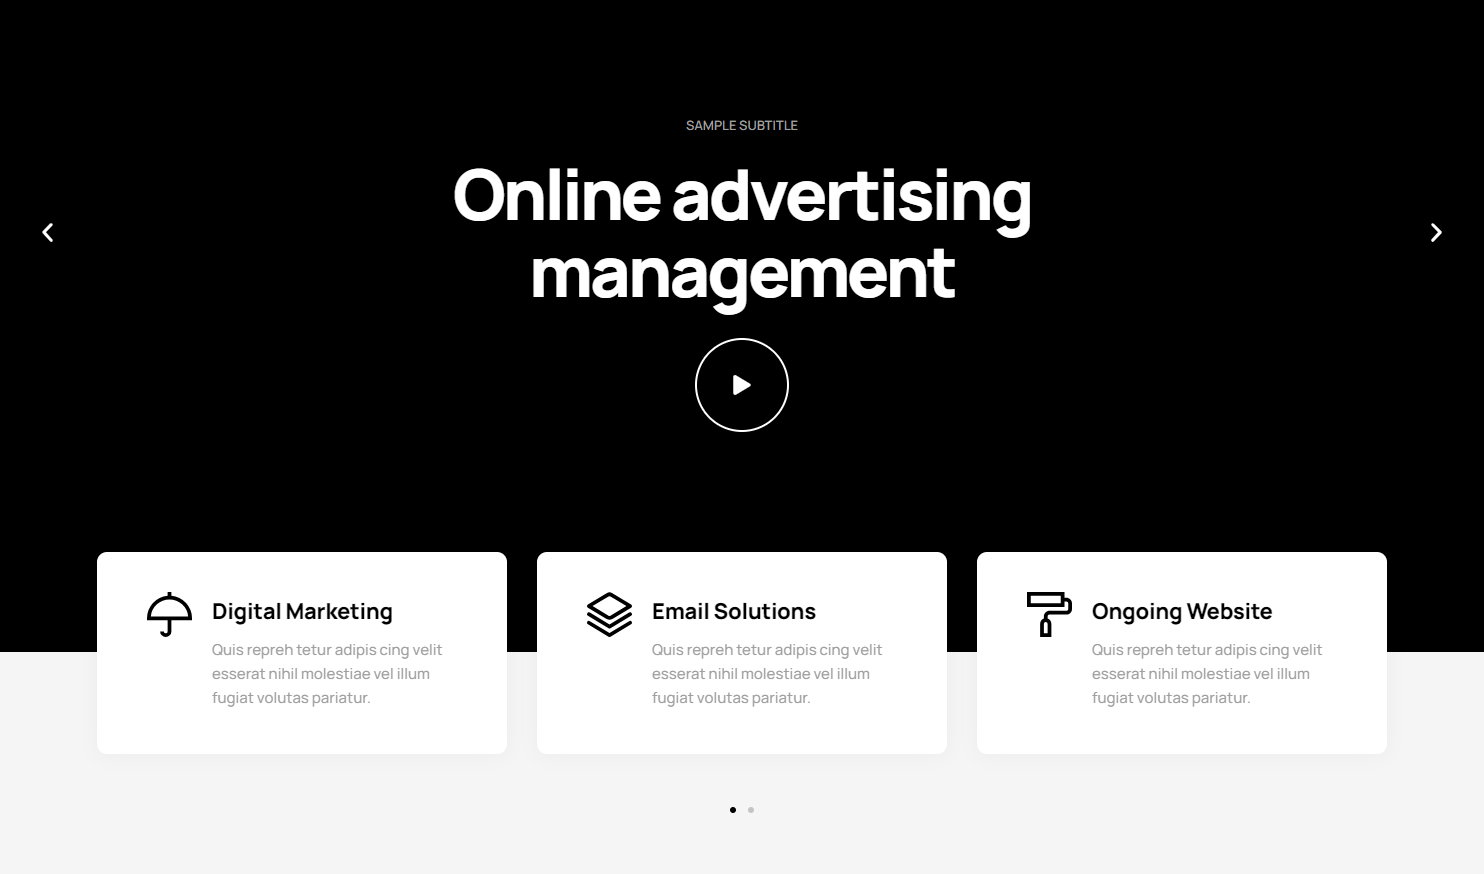 SAMPLE SUBTITLE
Online advertising
management
Digital Marketing
Quis repreh tetur adipis cing velit
esserat nihil molestiae vel illum
fugiat volutas pariatur.
Email Solutions
Quis repreh tetur adipis cing velit
esserat nihil molestiae vel illum
fugiat volutas pariatur.
Ongoing Website
Quis repreh tetur adipis cing velit
esserat nihil molestiae vel illum
fugiat volutas pariatur.